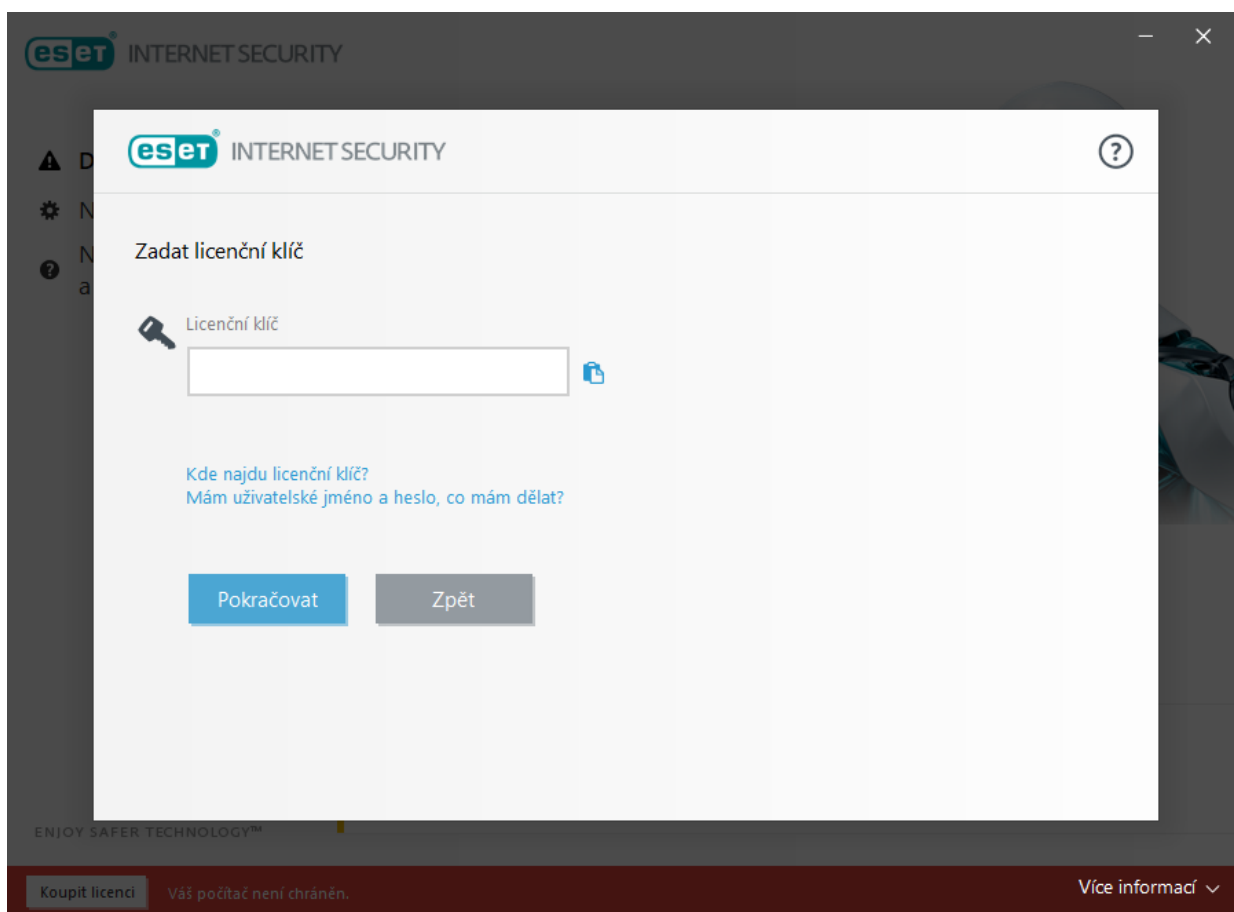 eset® INTERNET SECURITY
eset® INTERNET SECURITY
?
D
N
N
a
Zadat licenční klíč
Licenční klíč
Kde najdu licenční klíč?
Mám uživatelské jméno a heslo, co mám dělat?
Pokračovat
Zpět
ENJOY SAFER TECHNOLOGY™
Koupit licenci
Váš počítač není chráněn.
Více informací